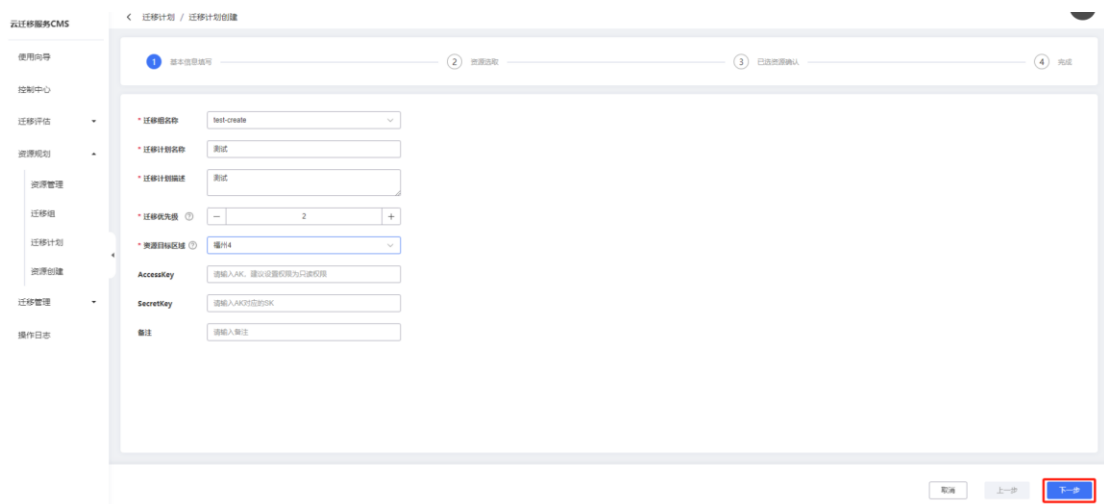 云迁移服务CMS
迁移计划 / 迁移计划创建
使用向导
控制中心
迁移评估
资源规划
资源管理
迁移组
迁移计划
资源创建
迁移管理
操作日志
1 基本信息填写
2 资源选取
3 已选资源确认
4 完成
* 迁移组名称 test-create
* 迁移计划名称 测试
* 迁移计划描述 测试
* 迁移优先级 ? － 2 +
* 资源目标区域 ? 福州4
AccessKey 请输入AK，建议设置权限为只读权限
SecretKey 请输入AK对应的SK
备注 请输入备注
取消 上一步 下一步